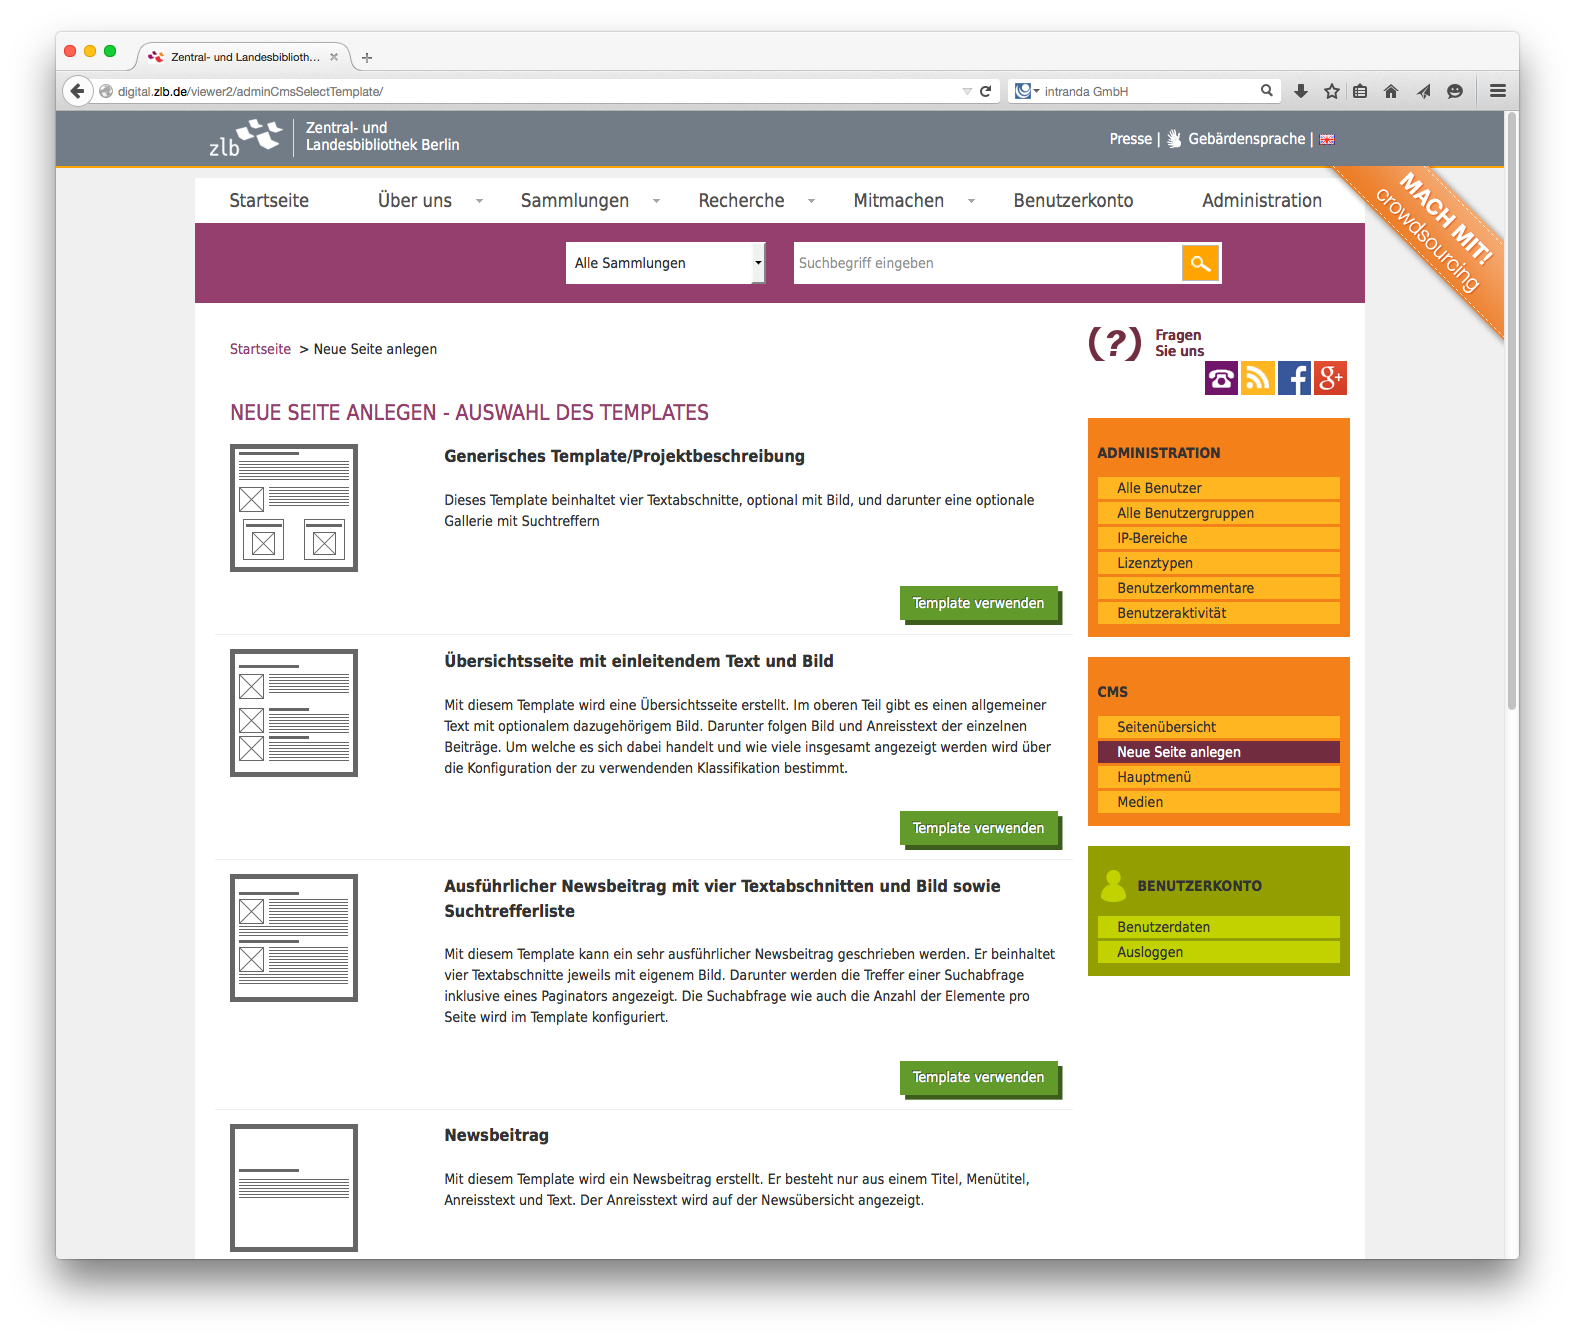 Zentral- und Landesbiblioth...
digital.zlb.de/viewer2/adminCmsSelectTemplate/
intranda GmbH
zlb
Zentral- und
Landesbibliothek Berlin
Presse | Gebärdensprache |
MACH MIT!
crowdsourcing
Startseite
Über uns
Sammlungen
Recherche
Mitmachen
Benutzerkonto
Administration
Alle Sammlungen
Suchbegriff eingeben
Startseite > Neue Seite anlegen
NEUE SEITE ANLEGEN - AUSWAHL DES TEMPLATES
Generisches Template/Projektbeschreibung
Dieses Template beinhaltet vier Textabschnitte, optional mit Bild, und darunter eine optionale
Gallerie mit Suchtreffern
Template verwenden
Übersichtsseite mit einleitendem Text und Bild
Mit diesem Template wird eine Übersichtsseite erstellt. Im oberen Teil gibt es einen allgemeiner
Text mit optionalem dazugehörigem Bild. Darunter folgen Bild und Anreisstext der einzelnen
Beiträge. Um welche es sich dabei handelt und wie viele insgesamt angezeigt werden wird über
die Konfiguration der zu verwendenden Klassifikation bestimmt.
Template verwenden
Ausführlicher Newsbeitrag mit vier Textabschnitten und Bild sowie
Suchtrefferliste
Mit diesem Template kann ein sehr ausführlicher Newsbeitrag geschrieben werden. Er beinhaltet
vier Textabschnitte jeweils mit eigenem Bild. Darunter werden die Treffer einer Suchabfrage
inklusive eines Paginators angezeigt. Die Suchabfrage wie auch die Anzahl der Elemente pro
Seite wird im Template konfiguriert.
Template verwenden
Newsbeitrag
Mit diesem Template wird ein Newsbeitrag erstellt. Er besteht nur aus einem Titel, Menütitel,
Anreisstext und Text. Der Anreisstext wird auf der Newsübersicht angezeigt.
(?)
Fragen
Sie uns
f
g+
ADMINISTRATION
Alle Benutzer
Alle Benutzergruppen
IP-Bereiche
Lizenztypen
Benutzerkommentare
Benutzeraktivität
CMS
Seitenübersicht
Neue Seite anlegen
Hauptmenü
Medien
BENUTZERKONTO
Benutzerdaten
Ausloggen